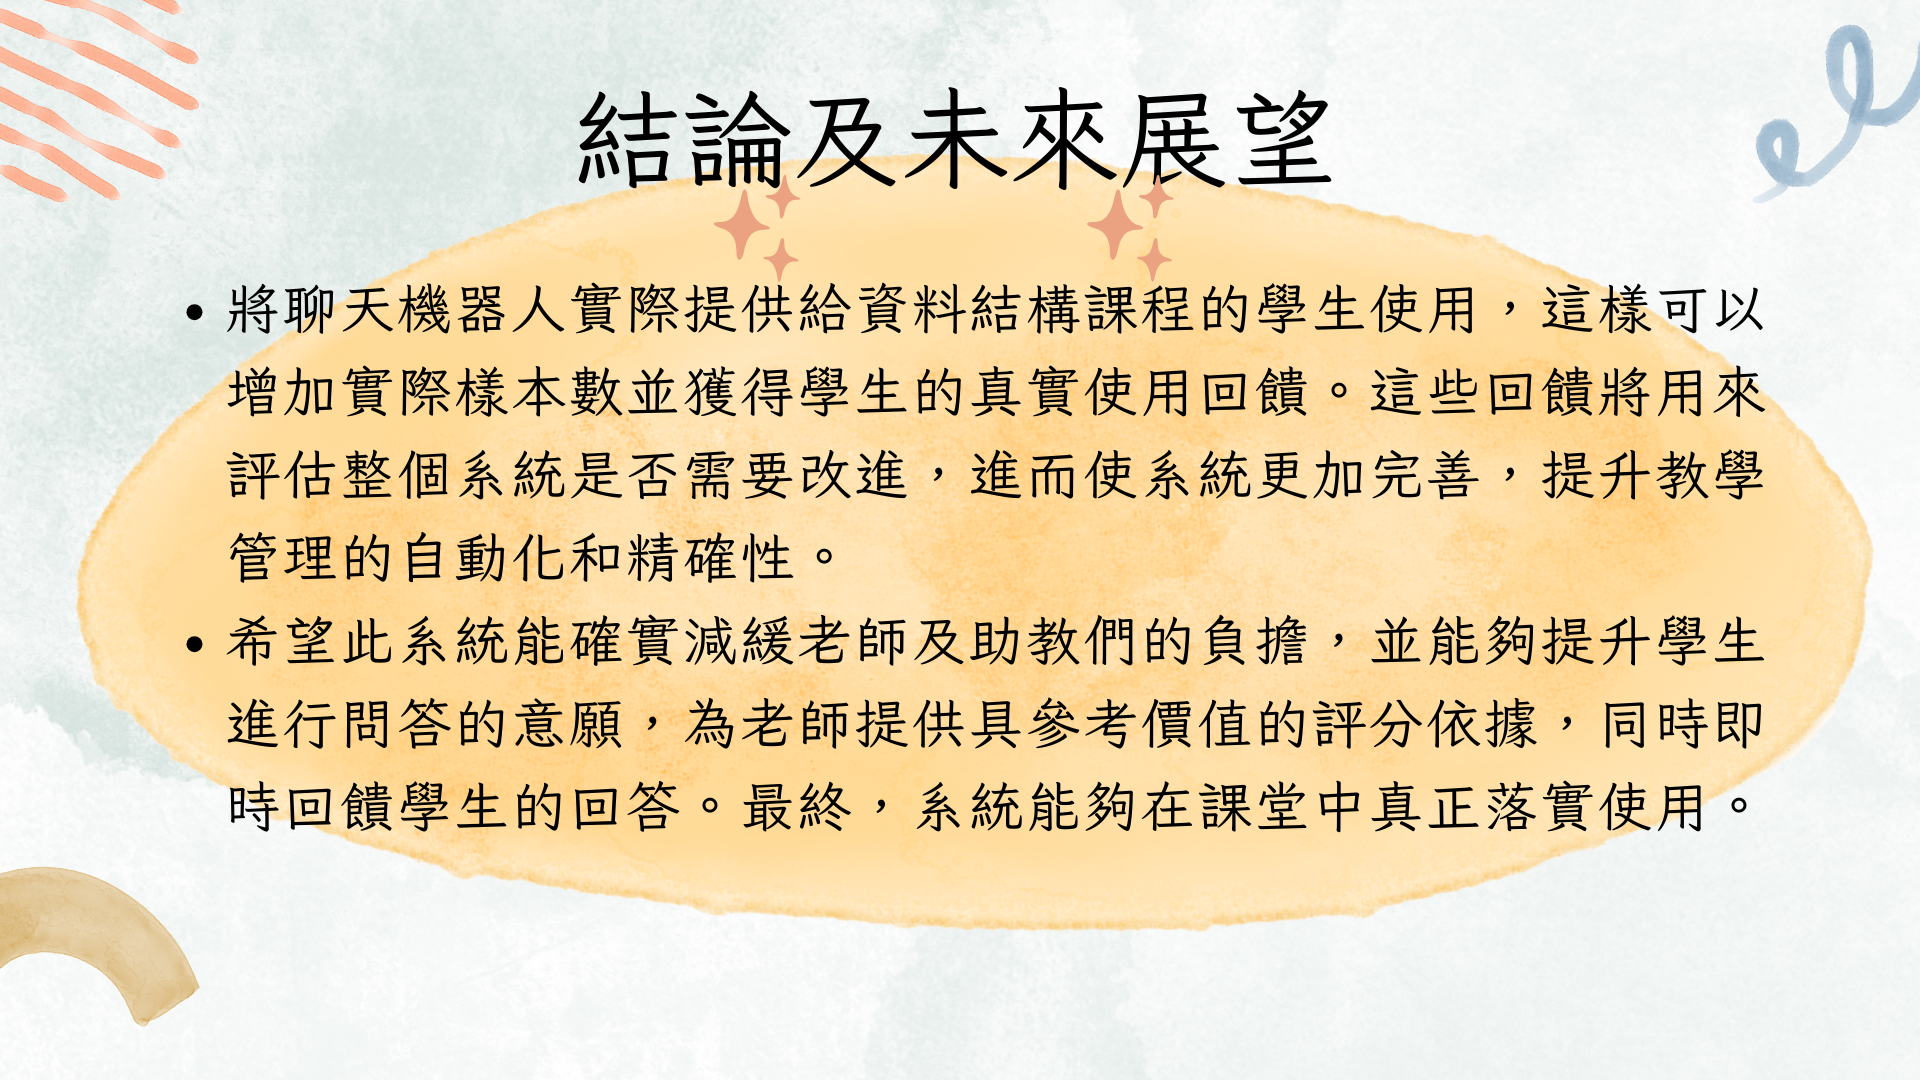 結論及未來展望
• 將聊天機器人實際提供給資料結構課程的學生使用，這樣可以
增加實際樣本數並獲得學生的真實使用回饋。這些回饋將用來
評估整個系統是否需要改進，進而使系統更加完善，提升教學
管理的自動化和精確性。
• 希望此系統能確實減緩老師及助教們的負擔，並能夠提升學生
進行問答的意願，為老師提供具參考價值的評分依據，同時即
時回饋學生的回答。最終，系統能夠在課堂中真正落實使用。